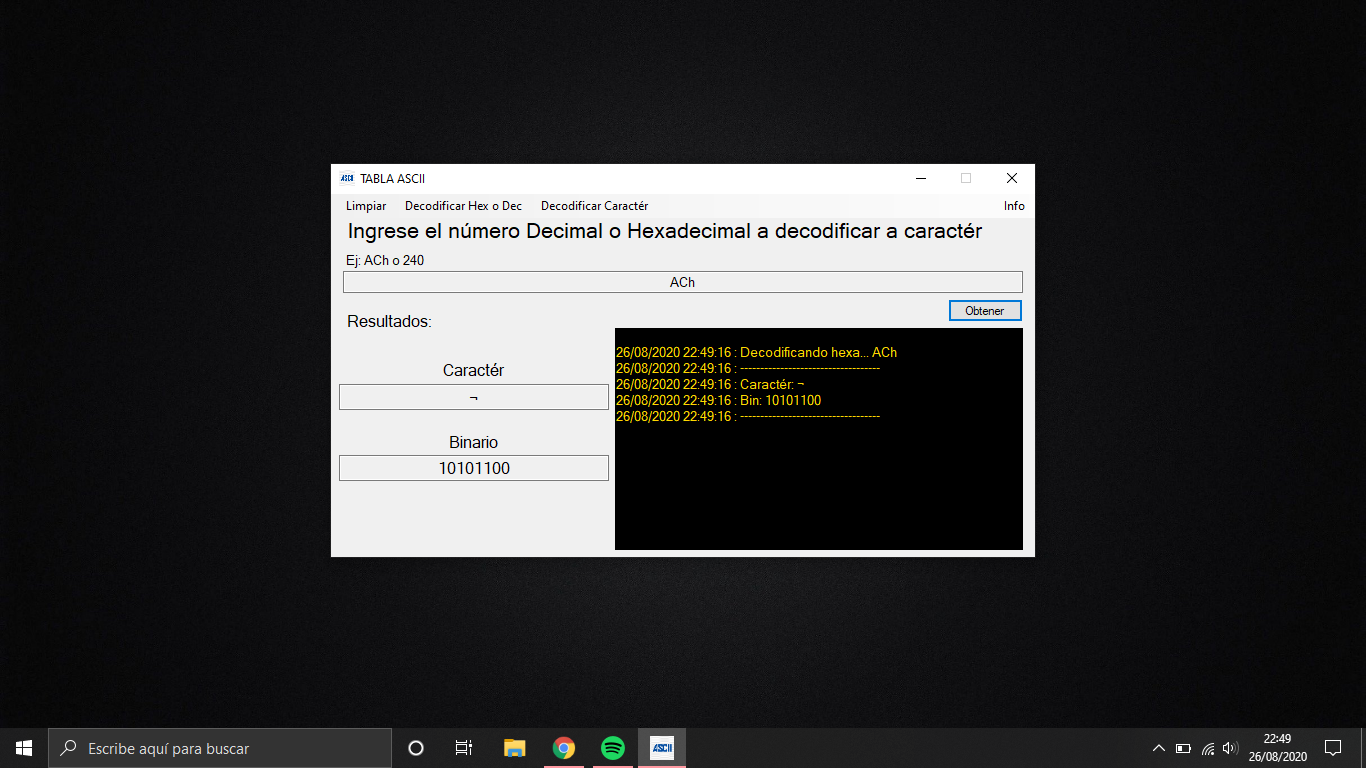 ASCII TABLA ASCII
Limpiar Decodificar Hex o Dec Decodificar Caractér Info
Ingrese el número Decimal o Hexadecimal a decodificar a caractér
Ej: ACh o 240
ACh
Obtener
Resultados:
Caractér
¬
Binario
10101100
26/08/2020 22:49:16 : Decodificando hexa... ACh
26/08/2020 22:49:16 : -----------------------------------
26/08/2020 22:49:16 : Caractér: ¬
26/08/2020 22:49:16 : Bin: 10101100
26/08/2020 22:49:16 : -----------------------------------
Escribe aquí para buscar
ASCII
22:49
26/08/2020